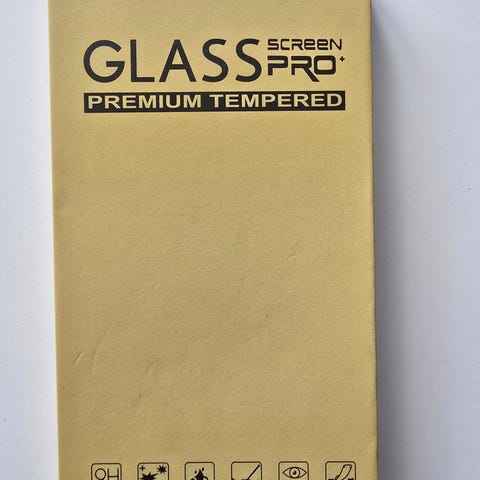 GLASS SCREEN PRO+
PREMIUM TEMPERED